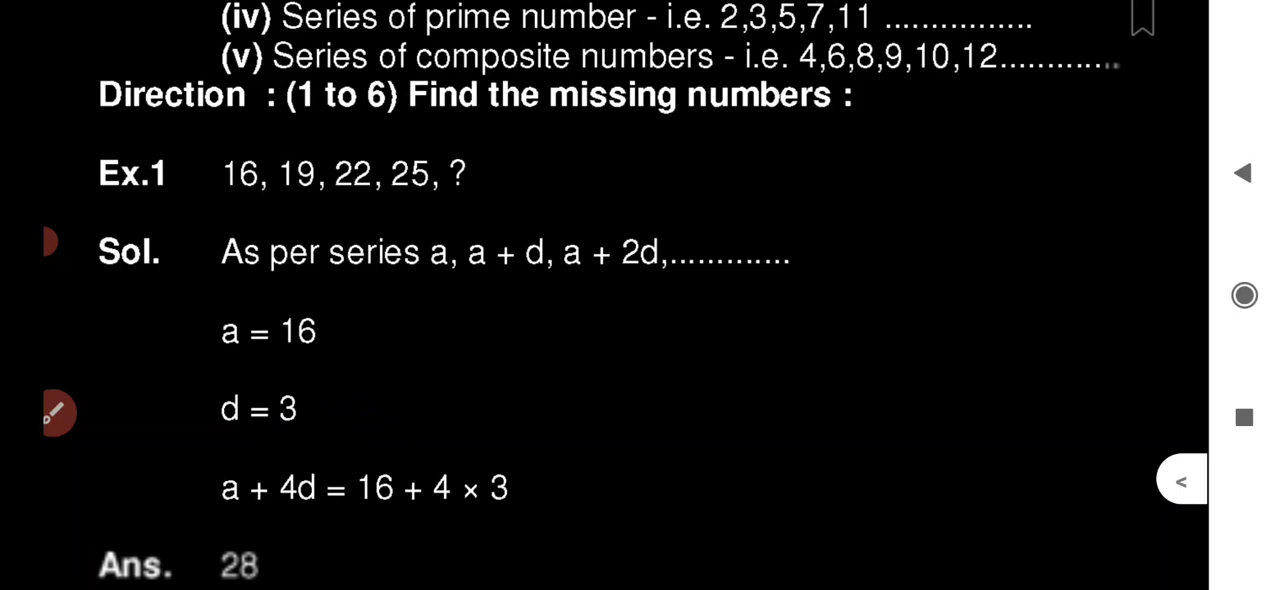 (iv) Series of prime number - i.e. 2,3,5,7,11 ................
(v) Series of composite numbers - i.e. 4,6,8,9,10,12.............
Direction : (1 to 6) Find the missing numbers :
Ex.1 16, 19, 22, 25, ?
Sol. As per series a, a + d, a + 2d,.............
a = 16
d = 3
a + 4d = 16 + 4 × 3
<
Ans. 28